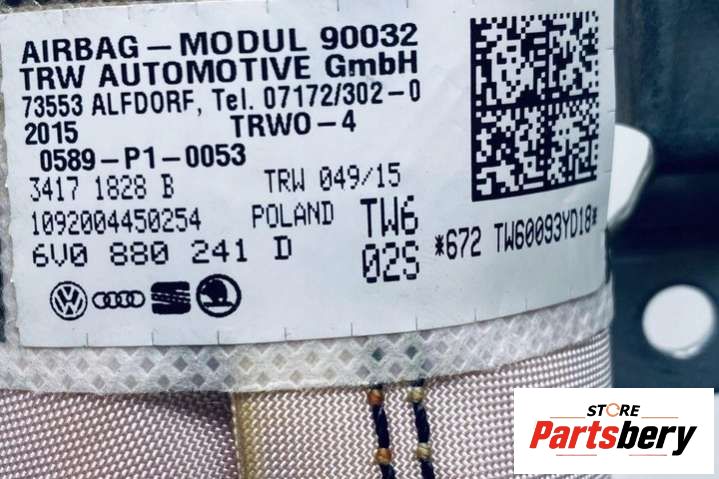 AIRBAG – MODUL 90032
TRW AUTOMOTIVE GmbH
73553 ALFDORF, Tel. 07172/302-0
2015 TRWO-4
0589-P1-0053
3417 1828 B TRW 049/15
1092004450254 POLAND TW6
6V0 880 241 D 02S *672 TW60093YD18*
STORE
Partsbery